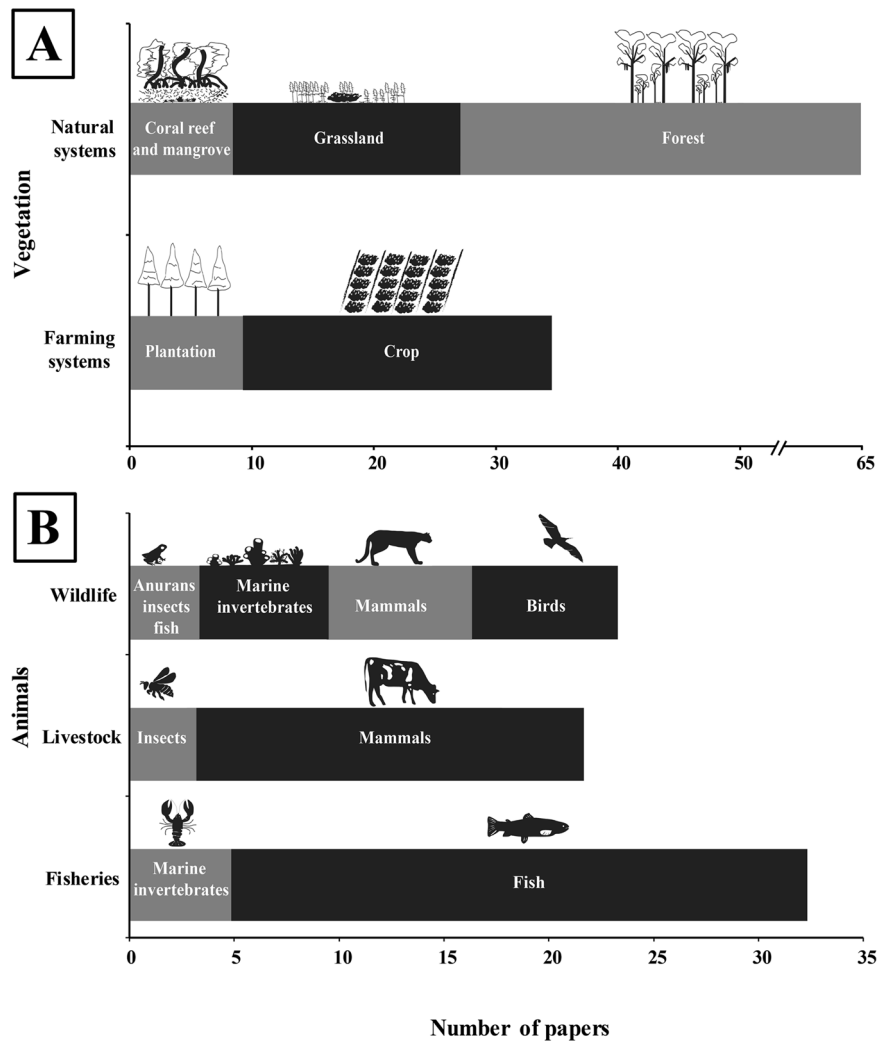 A
Natural
systems
Coral reef
and mangrove
Grassland
Forest
Vegetation
Farming
systems
Plantation
Crop
0 10 20 30 40 50 65
B
Wildlife
Anurans
insects
fish
Marine
invertebrates
Mammals
Birds
Animals
Livestock
Insects
Mammals
Fisheries
Marine
invertebrates
Fish
0 5 10 15 20 25 30 35
Number of papers